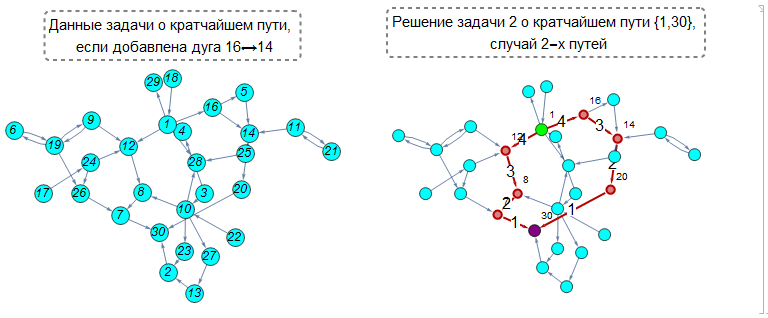 Данные задачи о кратчайшем пути,
если добавлена дуга 16↦14
Решение задачи 2 о кратчайшем пути {1,30},
случай 2-х путей
29 18
5
16
6 9 1 4 14 11
19 12 25 21
24 28
17 26 8 3 20
7 10
30 22
23 27
2
13
1 4 16
12 4 3 14
3 2
8 20
2
1 30 1